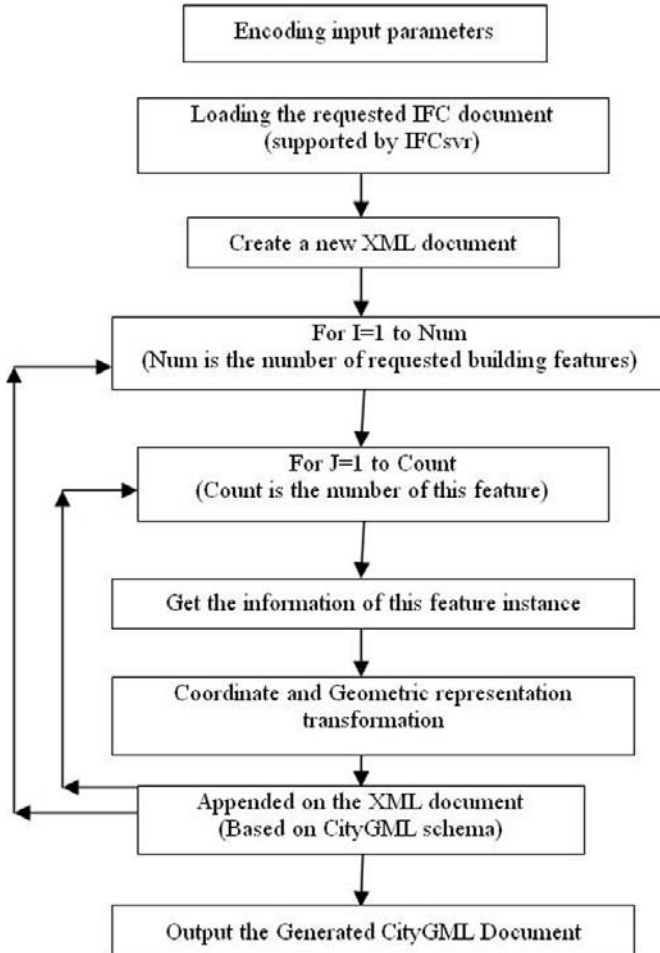 Encoding input parameters
Loading the requested IFC document
(supported by IFCsvr)
Create a new XML document
For I=1 to Num
(Num is the number of requested building features)
For J=1 to Count
(Count is the number of this feature)
Get the information of this feature instance
Coordinate and Geometric representation
transformation
Appended on the XML document
(Based on CityGML schema)
Output the Generated CityGML Document